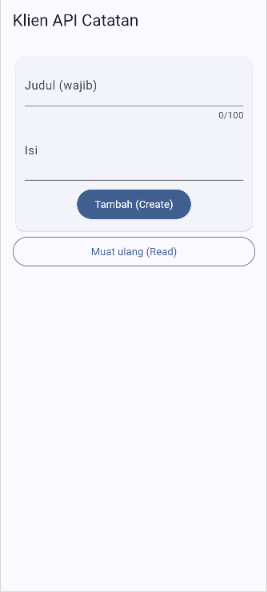 Klien API Catatan
Judul (wajib)
0/100
Isi
Tambah (Create)
Muat ulang (Read)